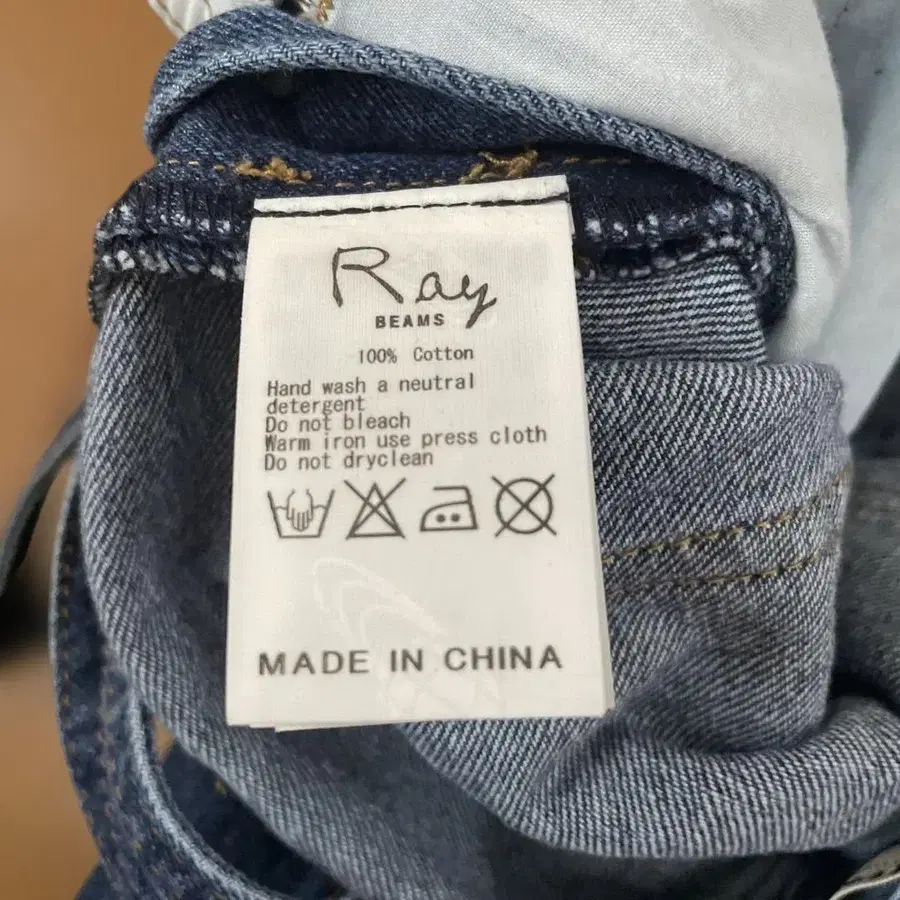 Ray
BEAMS
100% Cotton
Hand wash a neutral
detergent
Do not bleach
Warm iron use press cloth
Do not dryclean
MADE IN CHINA